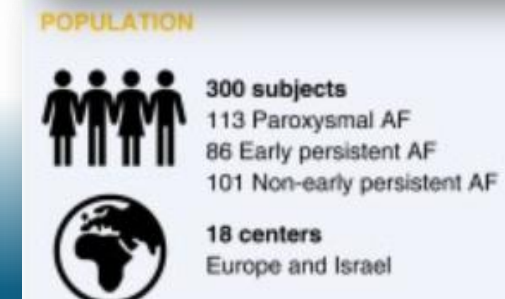 POPULATION
300 subjects
113 Paroxysmal AF
86 Early persistent AF
101 Non-early persistent AF
18 centers
Europe and Israel